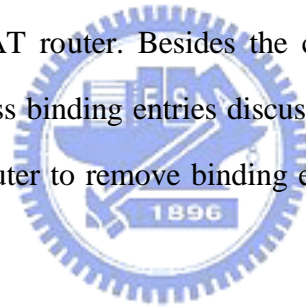 AT router. Besides the
ss binding entries discus
uter to remove binding e
1896